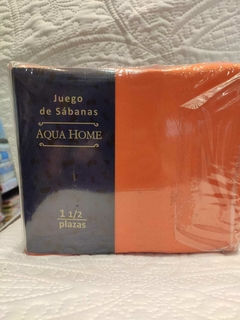 Juego
de Sábanas
AQUA HOME
1 1/2
plazas